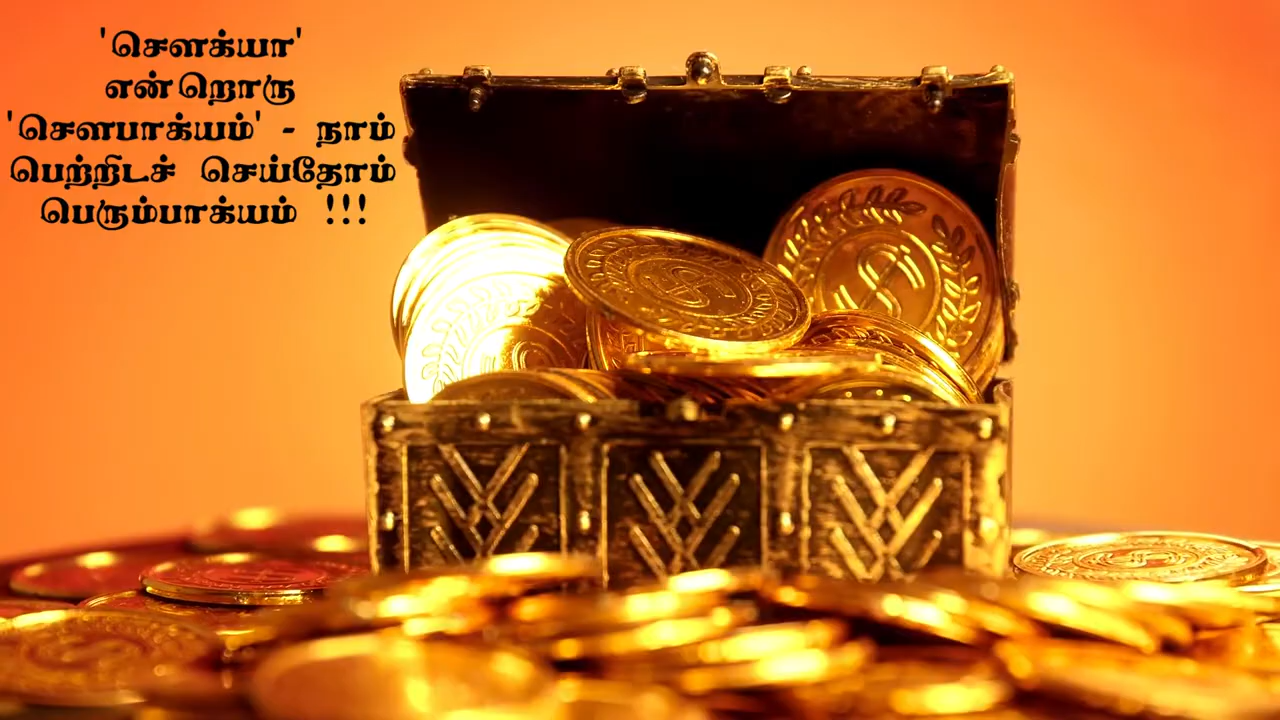 'சௌக்யா'
என்றொரு
'சௌபாக்யம்' - நாம்
பெற்றிடச் செய்தோம்
பெரும்பாக்யம் !!!